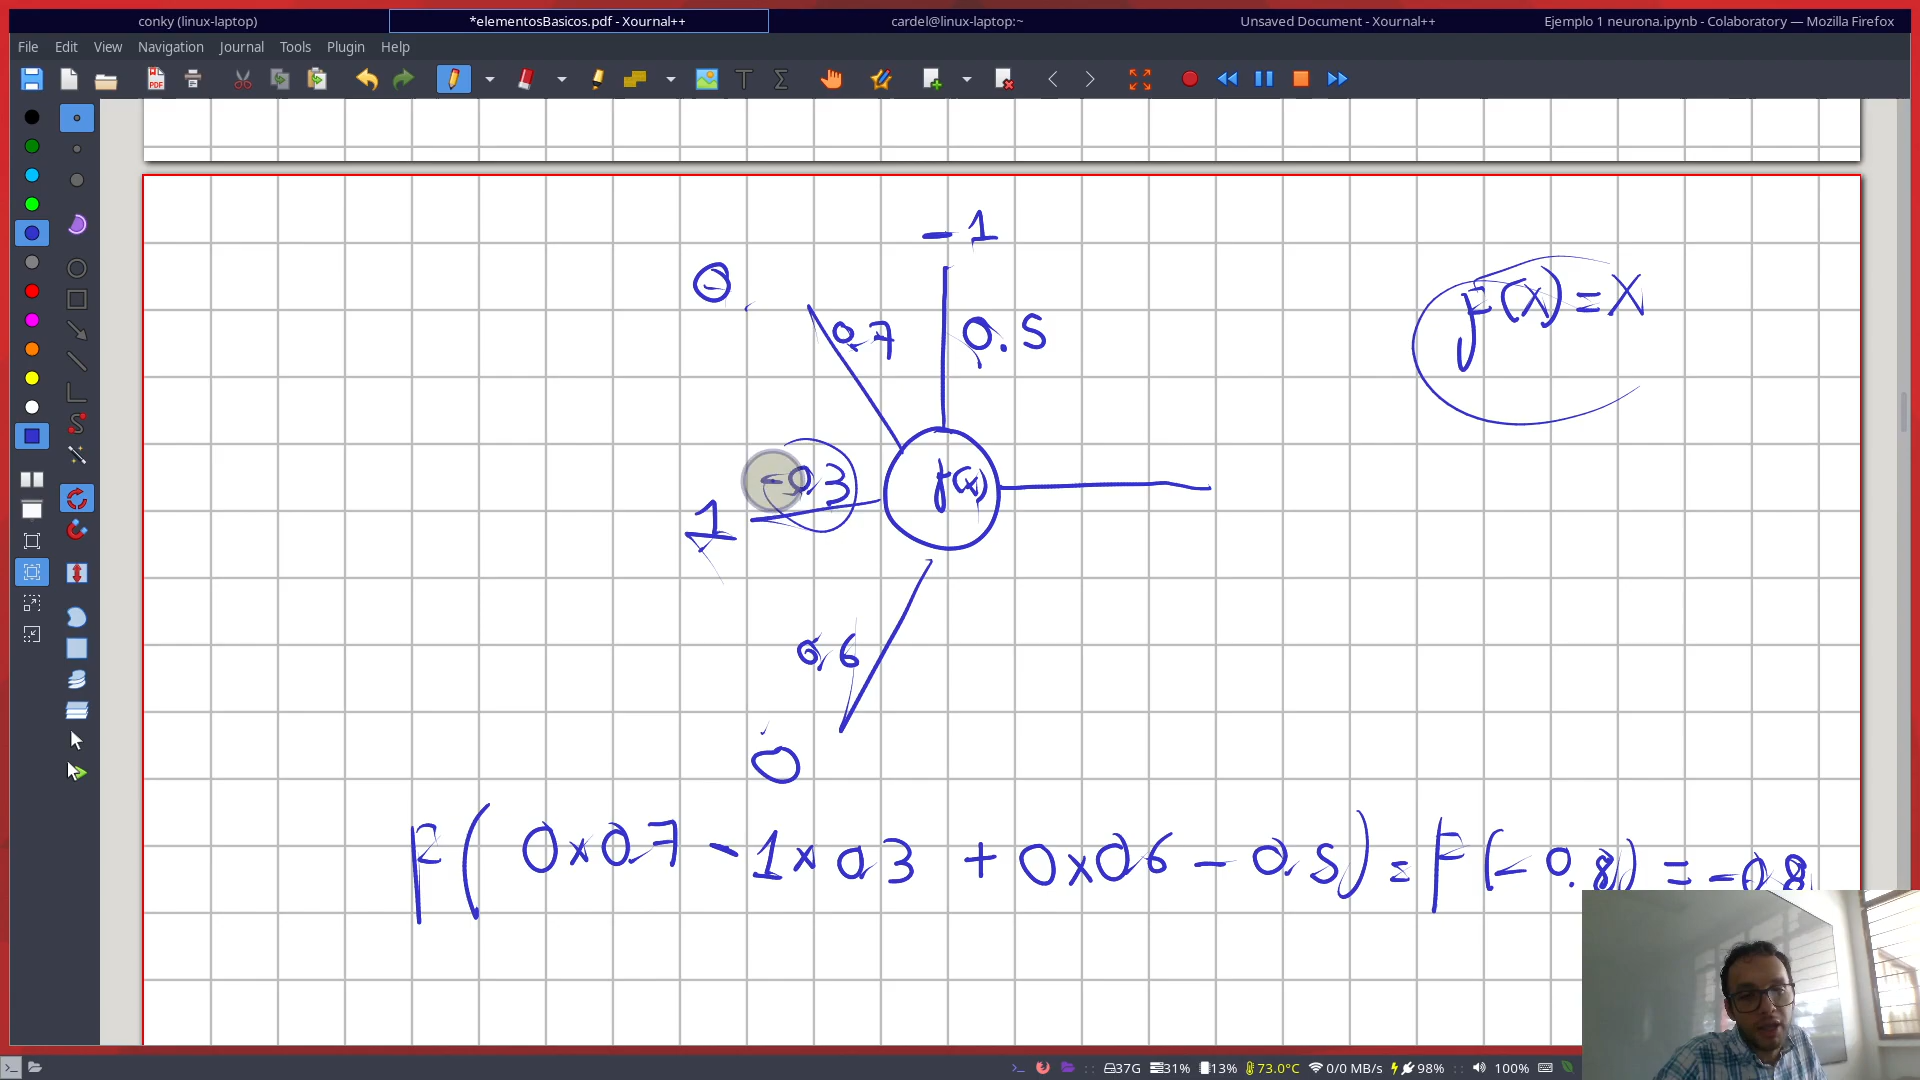 conky (linux-laptop)
*elementosBasicos.pdf - Xournal++
cardel@linux-laptop:~
Unsaved Document - Xournal++
Ejemplo 1 neurona.ipynb - Colaboratory — Mozilla Firefox
File Edit View Navigation Journal Tools Plugin Help
-1
0
0.7
0.5
f(x)=x
-0.3
f(x)
1
0.6
0
F( 0x0.7 - 1x0.3 + 0x0.6 - 0.5) = F(-0.8) = -0.8
37G 31% 13% 73.0°C 0/0 MB/s 98% 100%